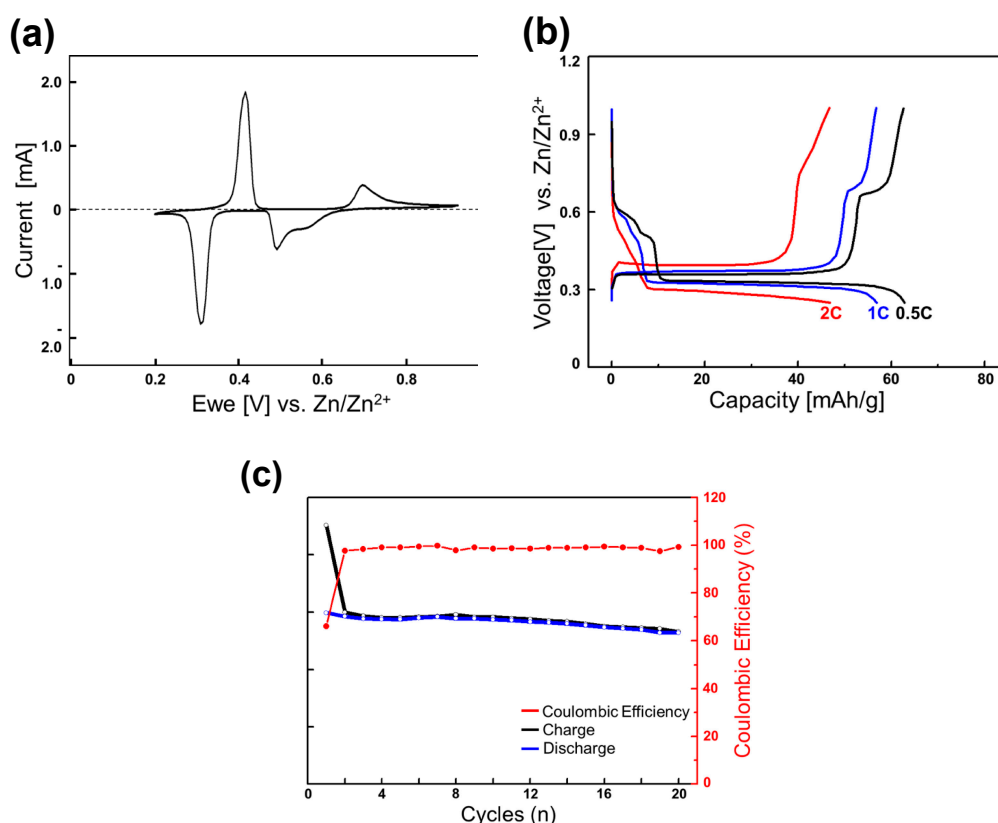 (a)
Current [mA]
2.0
1.0
0
-
1.0
-
2.0
0
0.2
0.4
0.6
0.8
Ewe [V] vs. Zn/Zn²⁺
(b)
Voltage[V] vs. Zn/Zn²⁺
1.2
0.9
0.6
0.3
0
2C
1C
0.5C
0
20
40
60
80
Capacity [mAh/g]
(c)
120
100
80
60
40
20
0
Coulombic Efficiency (%)
Coulombic Efficiency
Charge
Discharge
0
4
8
12
16
20
Cycles (n)